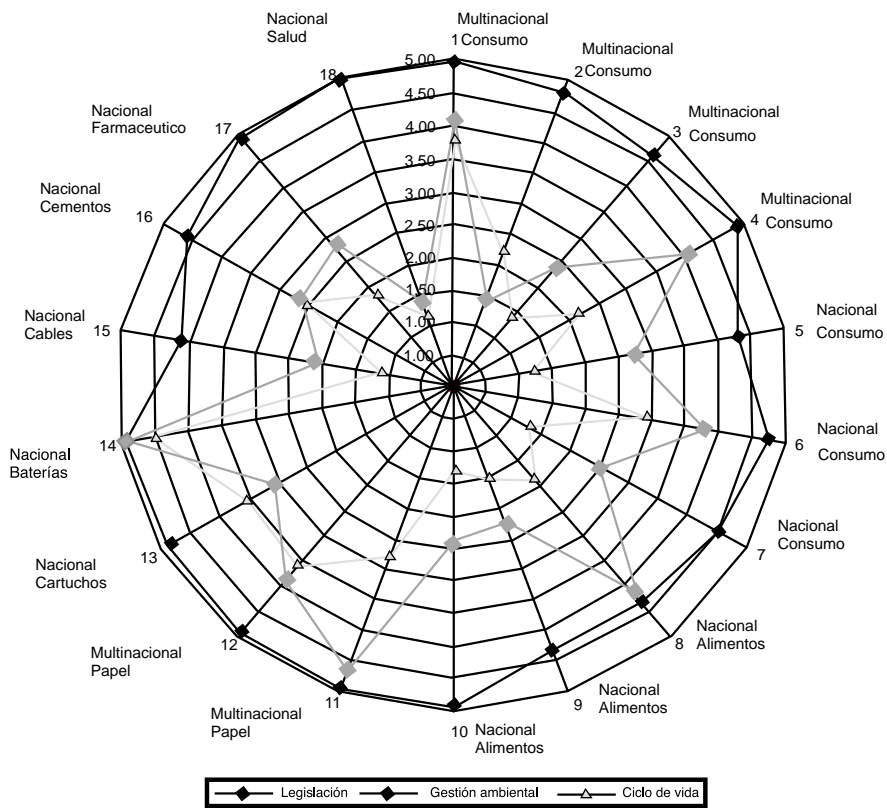 Nacional
Salud
Multinacional
1 Consumo
Multinacional
2 Consumo
Multinacional
3 Consumo
Multinacional
4 Consumo
Nacional
5 Consumo
Nacional
6 Consumo
Nacional
Consumo
7
Nacional
Alimentos
8
Nacional
Alimentos
9
Nacional
10 Alimentos
Multinacional 11
Papel
Multinacional 12
Papel
13
Nacional
Cartuchos
14
Nacional
Baterías
Nacional
Cables 15
Nacional
Cementos 16
Nacional
Farmaceutico 17
18
5.00
4.50
4.00
3.50
3.00
2.50
2.00
1.50
1.00
1.00
Legislación Gestión ambiental Ciclo de vida